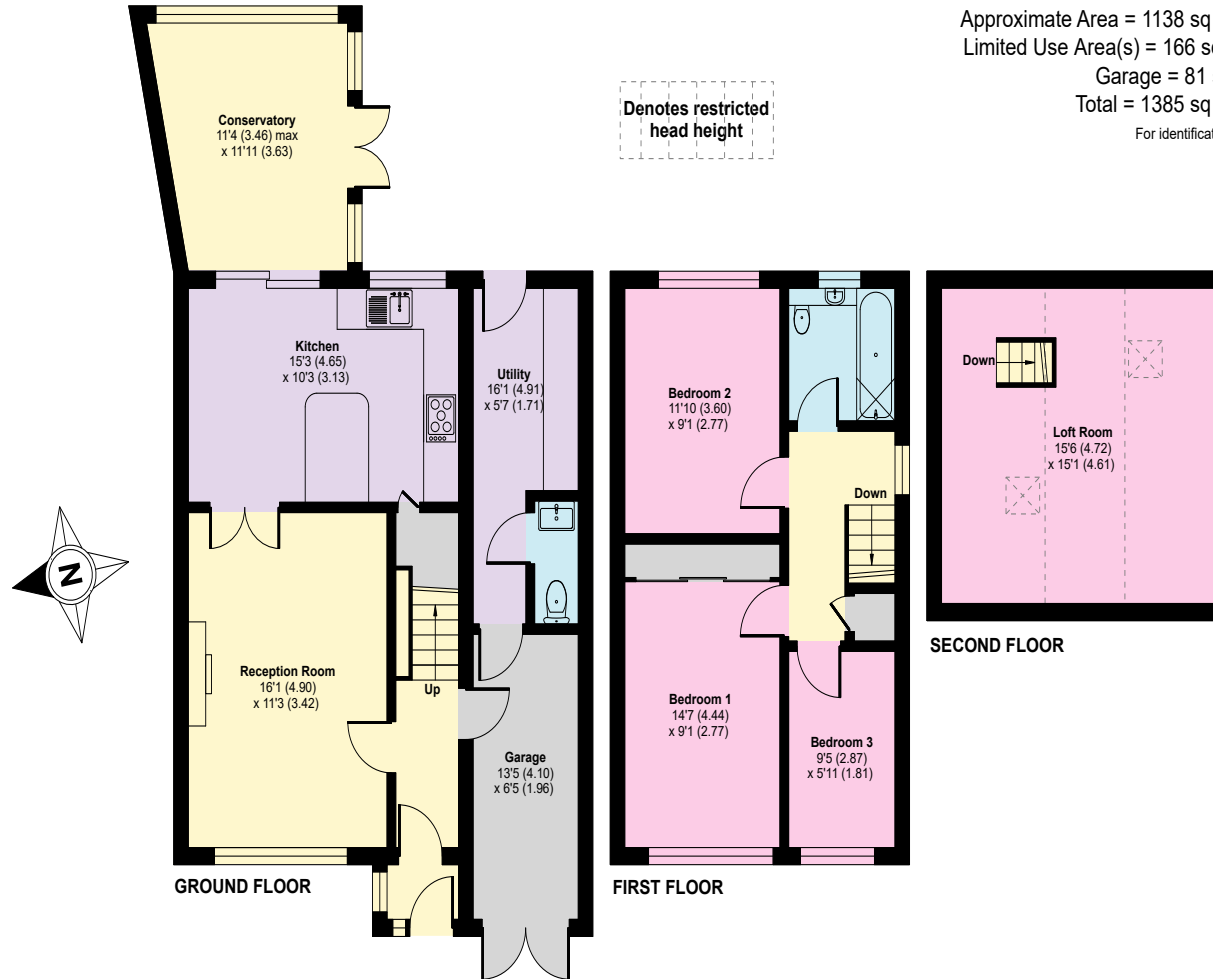 Approximate Area = 1138 sq
Limited Use Area(s) = 166 s
Garage = 81
Total = 1385 sq
For identificat
Denotes restricted
head height
Conservatory
11'4 (3.46) max
x 11'11 (3.63)
Kitchen
15'3 (4.65)
x 10'3 (3.13)
Utility
16'1 (4.91)
x 5'7 (1.71)
Reception Room
16'1 (4.90)
x 11'3 (3.42)
Up
Garage
13'5 (4.10)
x 6'5 (1.96)
N
GROUND FLOOR
Bedroom 2
11'10 (3.60)
x 9'1 (2.77)
Down
Bedroom 1
14'7 (4.44)
x 9'1 (2.77)
Bedroom 3
9'5 (2.87)
x 5'11 (1.81)
FIRST FLOOR
Down
Loft Room
15'6 (4.72)
x 15'1 (4.61)
SECOND FLOOR